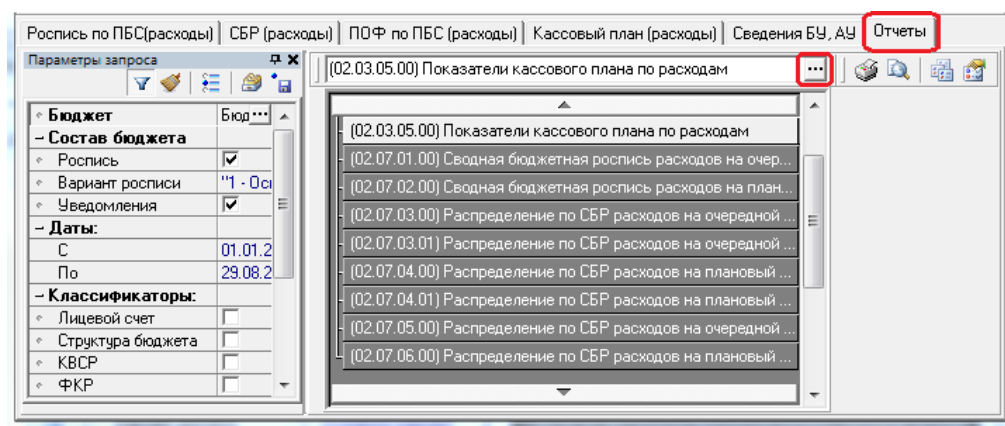 Роспись по ПБС(расходы) СБР (расходы) ПОФ по ПБС (расходы) Кассовый план (расходы) Сведения БУ, АУ Отчеты
Параметры запроса
(02.03.05.00) Показатели кассового плана по расходам
Бюджет Бюд
Состав бюджета
Роспись
Вариант росписи "1 - Осн
Уведомления
Даты:
С 01.01.2
По 29.08.2
Классификаторы:
Лицевой счет
Структура бюджета
КВСР
ФКР
(02.03.05.00) Показатели кассового плана по расходам
(02.07.01.00) Сводная бюджетная роспись расходов на очер...
(02.07.02.00) Сводная бюджетная роспись расходов на план...
(02.07.03.00) Распределение по СБР расходов на очередной ...
(02.07.03.01) Распределение по СБР расходов на очередной ...
(02.07.04.00) Распределение по СБР расходов на плановый ...
(02.07.04.01) Распределение по СБР расходов на плановый ...
(02.07.05.00) Распределение по СБР расходов на очередной ...
(02.07.06.00) Распределение по СБР расходов на плановый ...